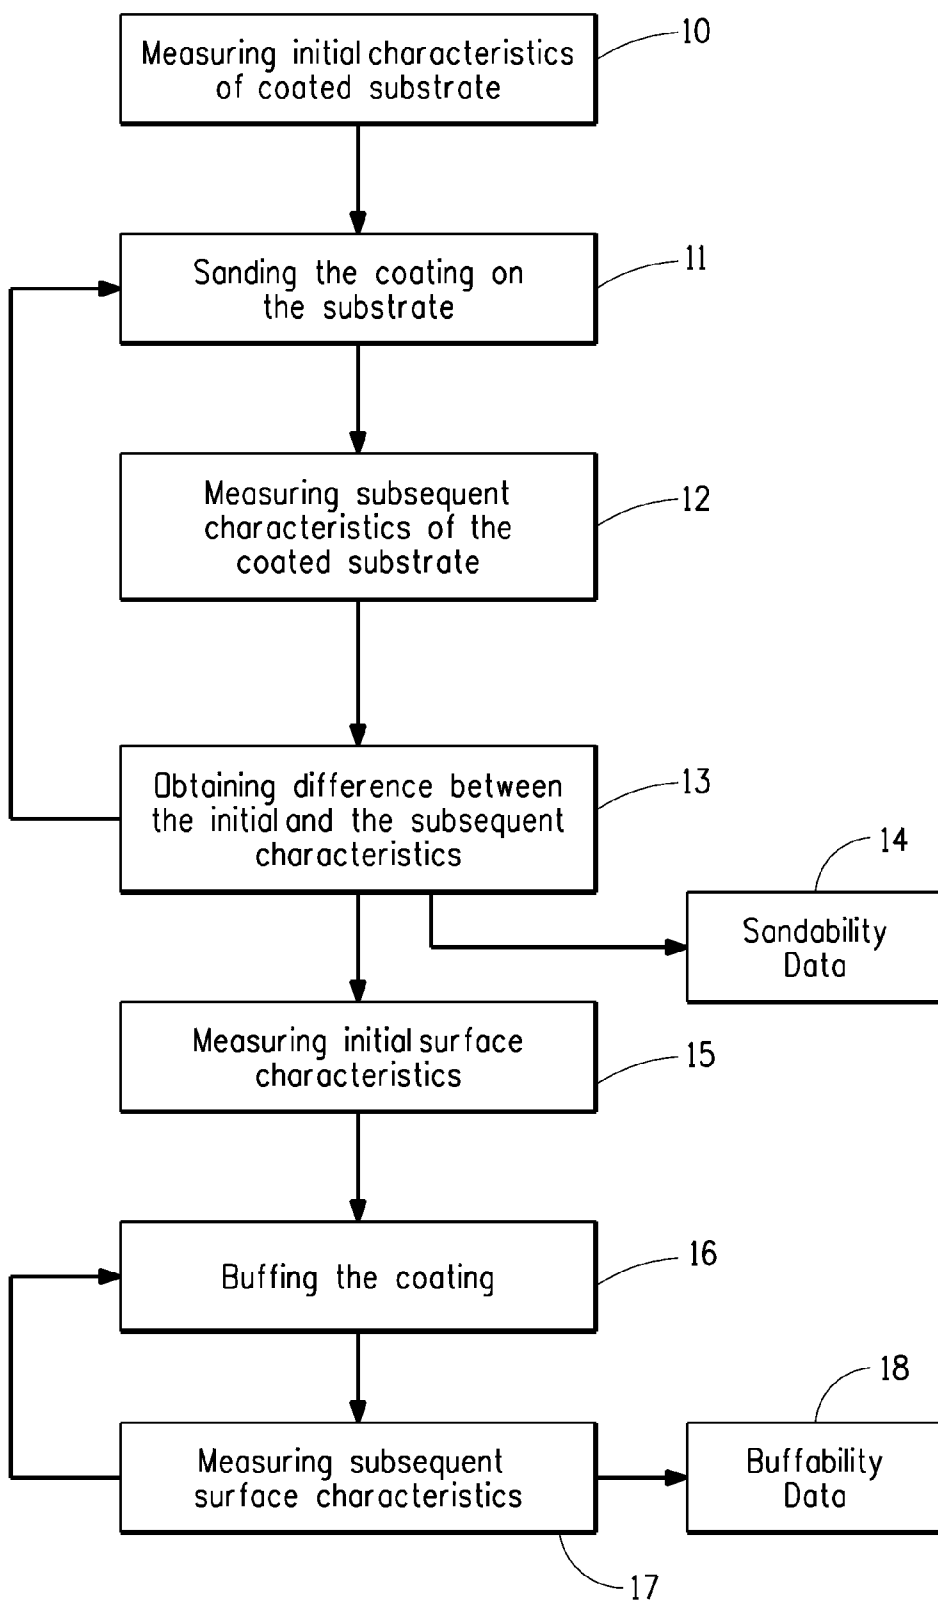 Measuring initial characteristics
of coated substrate
10
Sanding the coating on
the substrate
11
Measuring subsequent
characteristics of the
coated substrate
12
Obtaining difference between
the initial and the subsequent
characteristics
13
14
Sandability
Data
Measuring initial surface
characteristics
15
Buffing the coating
16
Measuring subsequent
surface characteristics
17
18
Buffability
Data